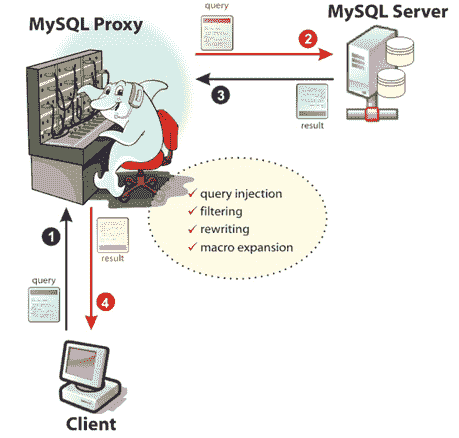 query
MySQL Proxy
MySQL Server
2
3
result
query injection
filtering
rewriting
macro expansion
1
result
query
4
Client